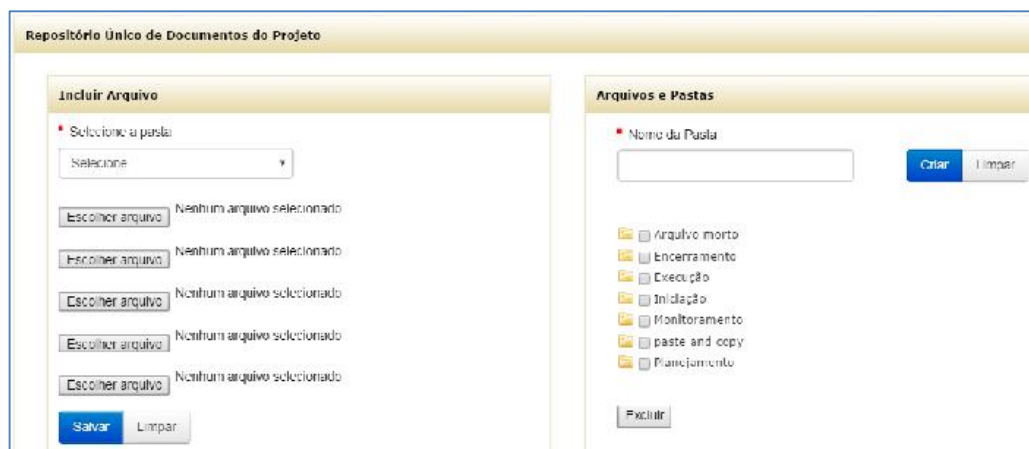 Repositório Único de Documentos do Projeto
Incluir Arquivo
* Selecione a pasta
Selecione
Escolher arquivo Nenhum arquivo selecionado
Escolher arquivo Nenhum arquivo selecionado
Escolher arquivo Nenhum arquivo selecionado
Escolher arquivo Nenhum arquivo selecionado
Escolher arquivo Nenhum arquivo selecionado
Salvar Limpar
Arquivos e Pastas
* Nome da Pasta
Criar Limpar
Arquivo morto
Encerramento
Execução
Iniciação
Monitoramento
paste and copy
Planejamento
Excluir